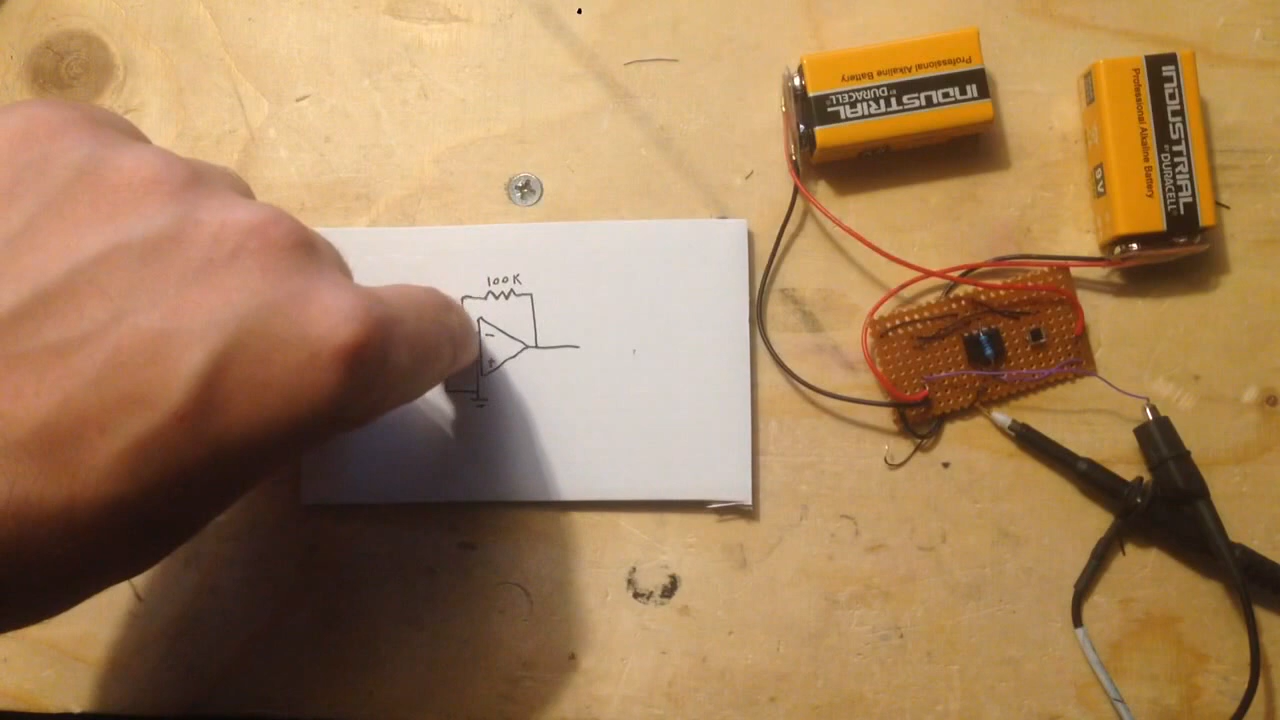 Professional Alkaline Battery
INDUSTRIAL
BY DURACELL®
INDUSTRIAL
BY DURACELL®
Professional Alkaline Battery
9V
100K
-
+